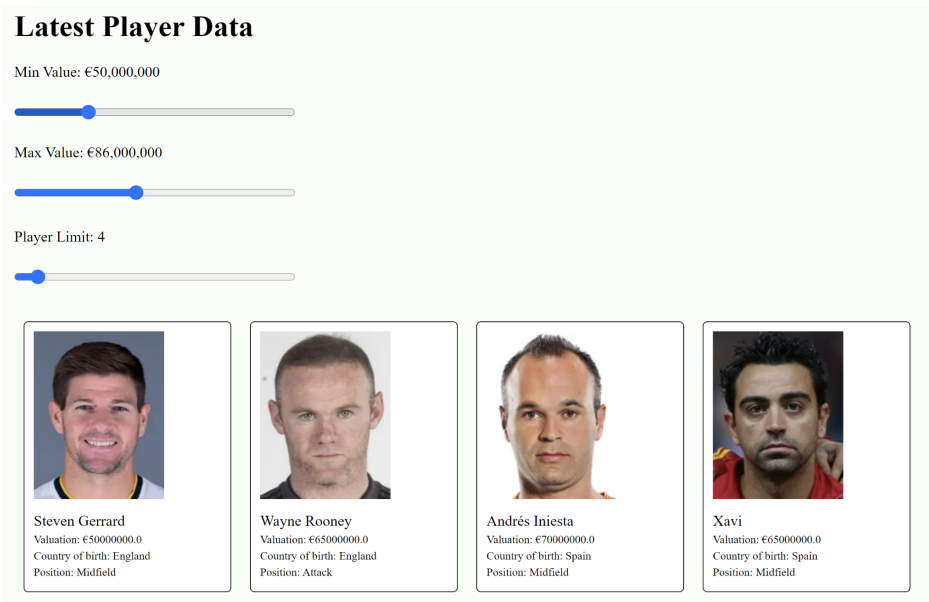 Latest Player Data
Min Value: €50,000,000
Max Value: €86,000,000
Player Limit: 4
Steven Gerrard
Valuation: €50000000.0
Country of birth: England
Position: Midfield
Wayne Rooney
Valuation: €65000000.0
Country of birth: England
Position: Attack
Andrés Iniesta
Valuation: €70000000.0
Country of birth: Spain
Position: Midfield
Xavi
Valuation: €65000000.0
Country of birth: Spain
Position: Midfield